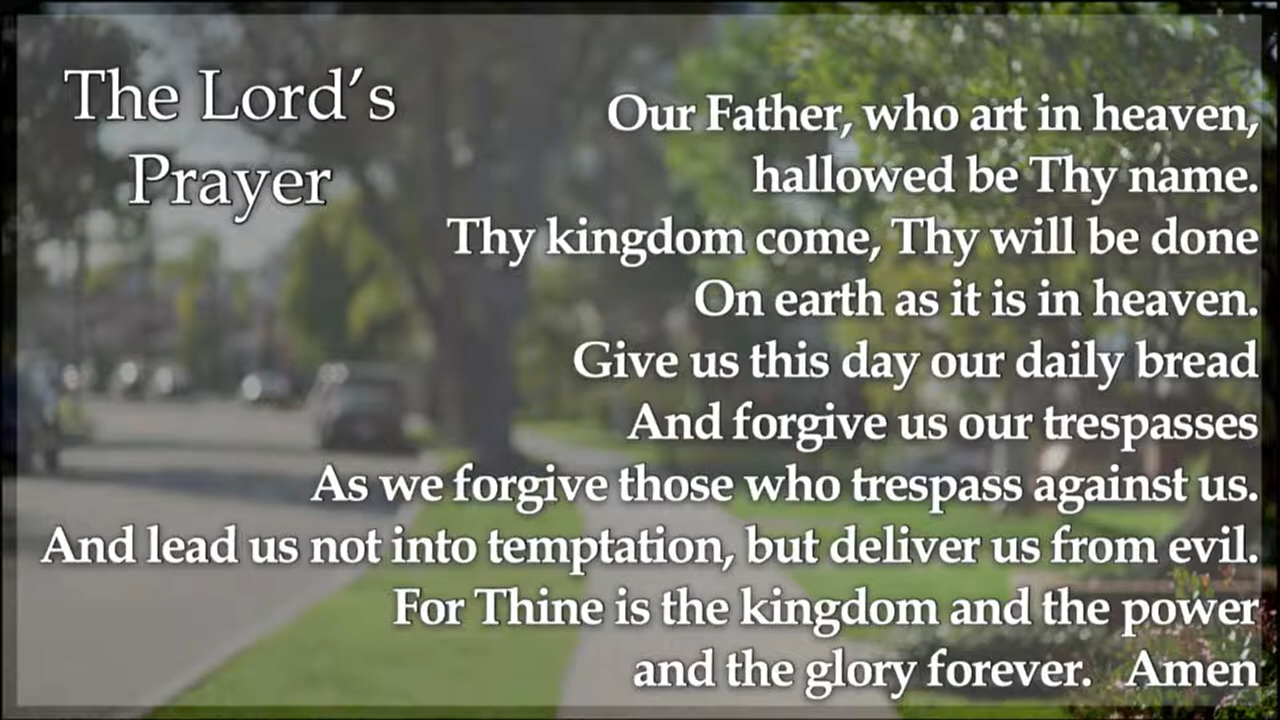 The Lord's
Prayer
Our Father, who art in heaven,
hallowed be Thy name.
Thy kingdom come, Thy will be done
On earth as it is in heaven.
Give us this day our daily bread
And forgive us our trespasses
As we forgive those who trespass against us.
And lead us not into temptation, but deliver us from evil.
For Thine is the kingdom and the power
and the glory forever. Amen